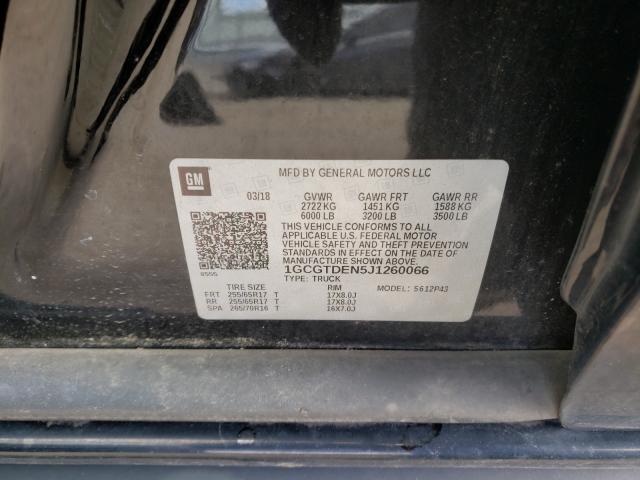 GM
MFD BY GENERAL MOTORS LLC
03/18 GVWR GAWR FRT GAWR RR
2722 KG 1451 KG 1588 KG
6000 LB 3200 LB 3500 LB
THIS VEHICLE CONFORMS TO ALL
APPLICABLE U.S. FEDERAL MOTOR
VEHICLE SAFETY AND THEFT PREVENTION
STANDARDS IN EFFECT ON THE DATE OF
MANUFACTURE SHOWN ABOVE.
1GCGTDEN5J1260066
TYPE: TRUCK
TIRE SIZE RIM MODEL: S612P43
FRT 255/65R17 T 17X8.0J
RR 255/65R17 T 17X8.0J
SPA 265/70R16 T 16X7.0J